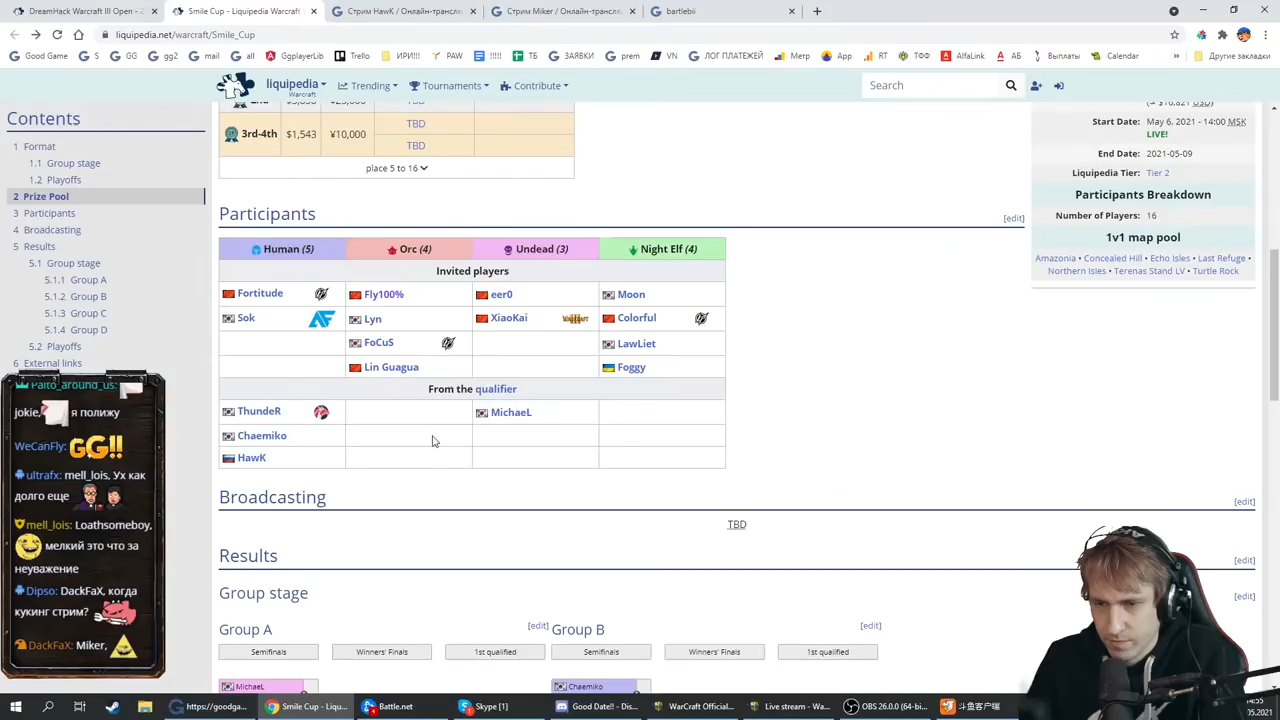 DreamHack Warcraft III Open - 2
Smile Cup - Liquipedia Warcraft
Стрим HawK / Онлайн-трансля
Стрим Miker / Онлайн-трансл
bartlebii
liquipedia.net/warcraft/Smile_Cup
Good Game! S GG gg2 mail all GgplayerLab Trello ИРИ!!! PAW !!!! ТБ ЗАЯВКИ prem VN ЛОГ ПЛАТЕЖЕЙ Метр App RT ТФФ AlfaLink АБ Выплаты Calendar Другие закладки
liquipedia Warcraft Trending Tournaments Contribute Search
Contents
1 Format
1.1 Group stage
1.2 Playoffs
2 Prize Pool
3 Participants
4 Broadcasting
5 Results
5.1 Group stage
5.1.1 Group A
5.1.2 Group B
5.1.3 Group C
5.1.4 Group D
5.2 Playoffs
6 External links
TBD
3rd-4th $1,543 ¥10,000 TBD
TBD
place 5 to 16
Participants [edit]
Human (5) Orc (4) Undead (3) Night Elf (4)
Invited players
Fortitude Fly100% eer0 Moon
Sok Lyn XiaoKai Colorful
FoCuS LawLiet
Lin Guagua Foggy
From the qualifier
ThundeR MichaeL
Chaemiko
HawK
Broadcasting [edit]
TBD
Results [edit]
Group stage [edit]
Group A [edit] Group B [edit]
Semifinals Winners' Finals 1st qualified Semifinals Winners' Finals 1st qualified
MichaeL Chaemiko
Start Date: May 6, 2021 - 14:00 MSK
LIVE!
End Date: 2021-05-09
Liquipedia Tier: Tier 2
Participants Breakdown
Number of Players: 16
1v1 map pool
Amazonia • Concealed Hill • Echo Isles • Last Refuge •
Northern Isles • Terenas Stand LV • Turtle Rock
jokie, я полижу
WeCanFly: GG!!
ultrafx: mell_lois, Ух как
долго еще
mell_lois: Loathsomeboy,
мелкий это что за
неуважение
Dipso: DackFaX, когда
кукинг стрим?
DackFaX: Miker,
https://goodga...
Smile Cup - Liqu...
Battle.net
Skype [1]
Good Date!! - Dis...
WarCraft Official...
Live stream - Wa...
OBS 26.0.0 (64-bi...
斗鱼客户端